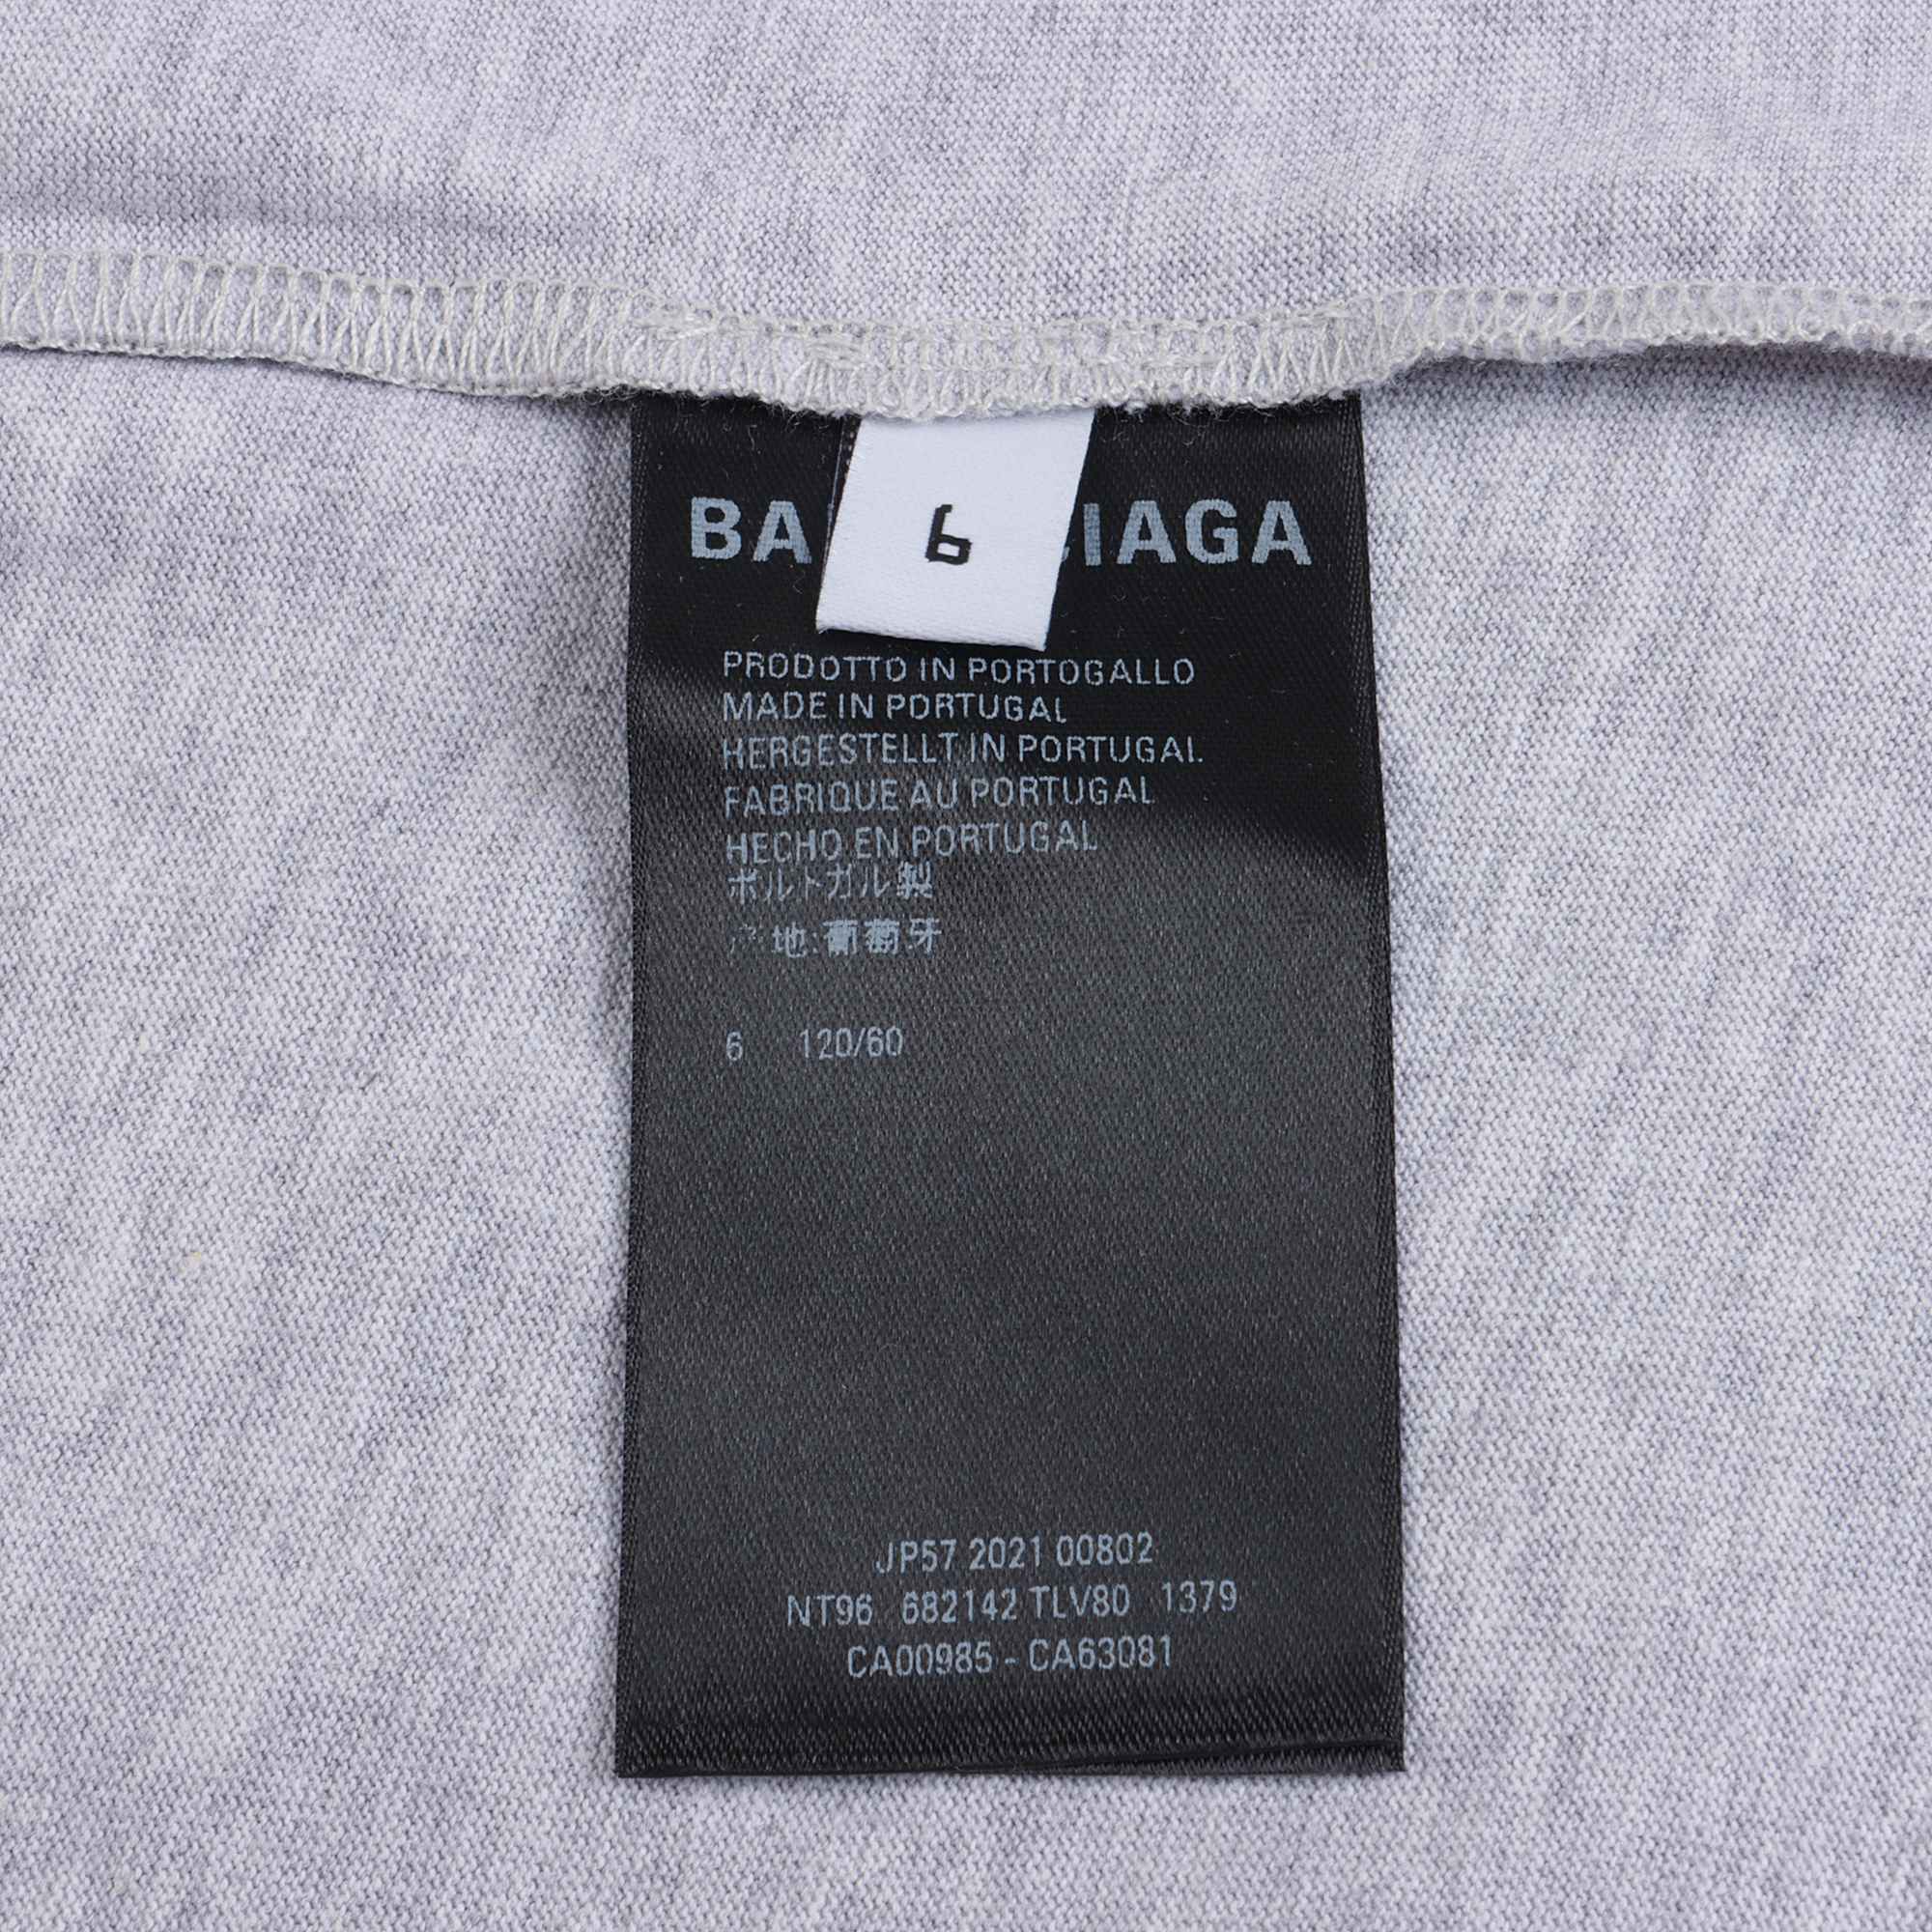 6
PRODOTTO IN PORTOGALLO
MADE IN PORTUGAL
HERGESTELLT IN PORTUGAL
FABRIQUE AU PORTUGAL
HECHO EN PORTUGAL
ポルトガル製
地:葡萄牙
6 120/60
JP57 2021 00802
NT96 682142 TLV80 1379
CA00985 - CA63081